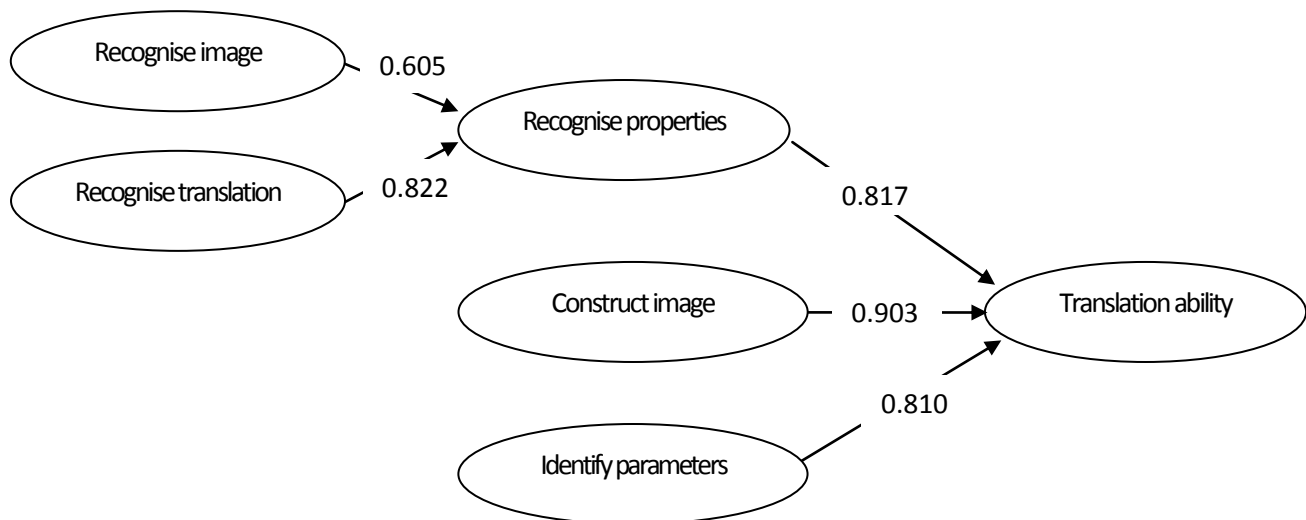 Recognise image
0.605
Recognise properties
Recognise translation
0.822
0.817
Construct image
0.903
Translation ability
0.810
Identify parameters